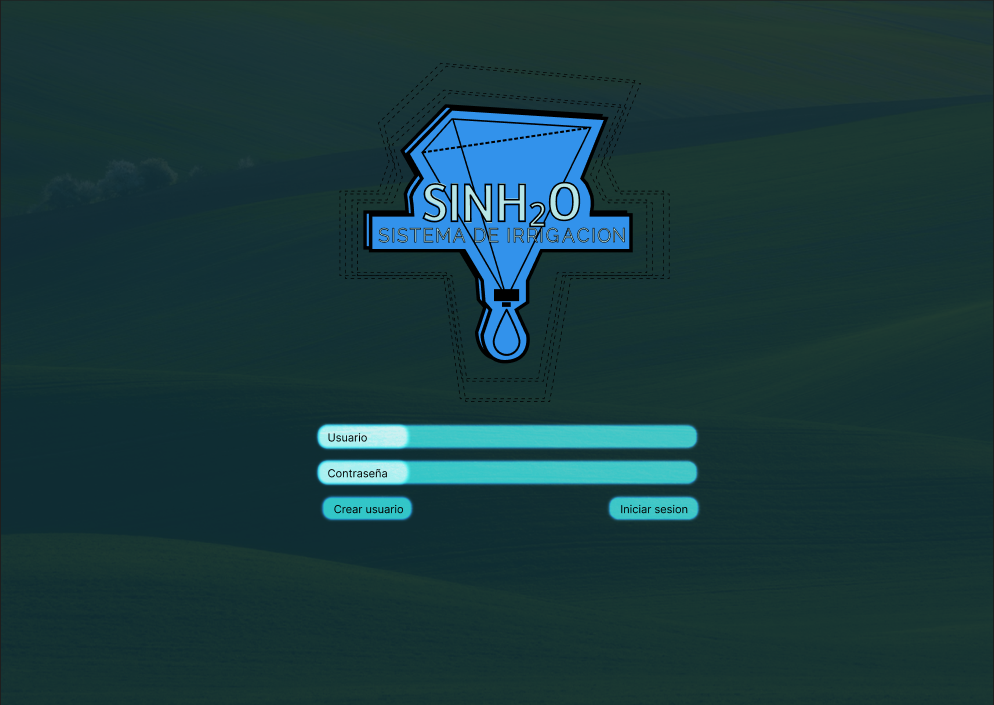 SINH₂O
SISTEMA DE IRRIGACION
Usuario
Contraseña
Crear usuario
Iniciar sesion